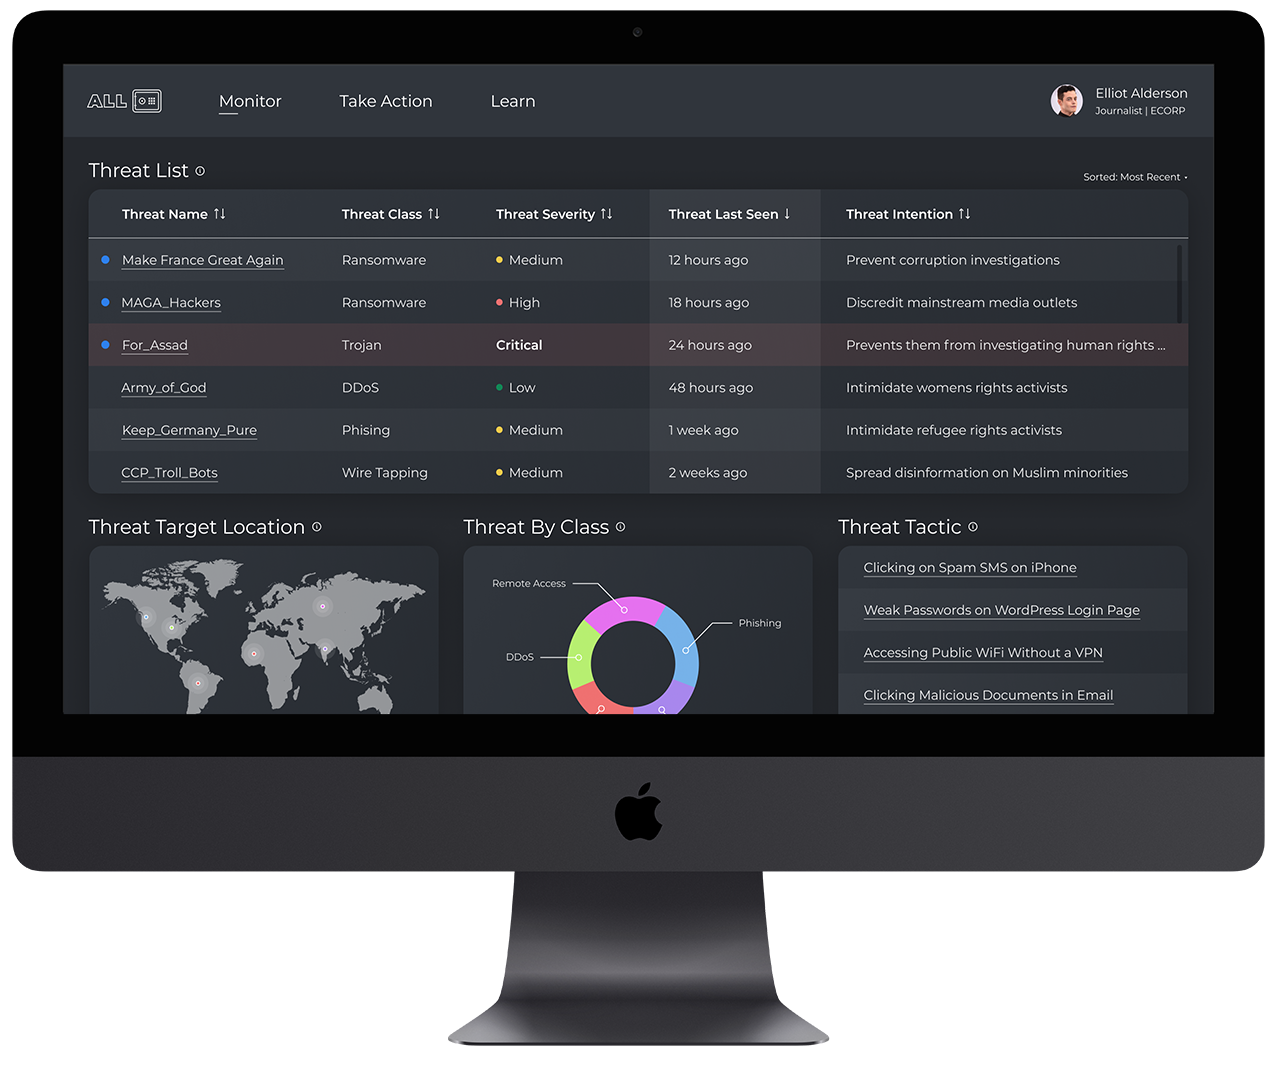 ALL
Monitor
Take Action
Learn
Elliot Alderson
Journalist | ECORP
Threat List
Sorted: Most Recent
Threat Name Threat Class Threat Severity Threat Last Seen Threat Intention
Make France Great Again Ransomware Medium 12 hours ago Prevent corruption investigations
MAGA_Hackers Ransomware High 18 hours ago Discredit mainstream media outlets
For_Assad Trojan Critical 24 hours ago Prevents them from investigating human rights ...
Army_of_God DDoS Low 48 hours ago Intimidate womens rights activists
Keep_Germany_Pure Phising Medium 1 week ago Intimidate refugee rights activists
CCP_Troll_Bots Wire Tapping Medium 2 weeks ago Spread disinformation on Muslim minorities
Threat Target Location
Threat By Class
Remote Access
Phishing
DDoS
Threat Tactic
Clicking on Spam SMS on iPhone
Weak Passwords on WordPress Login Page
Accessing Public WiFi Without a VPN
Clicking Malicious Documents in Email